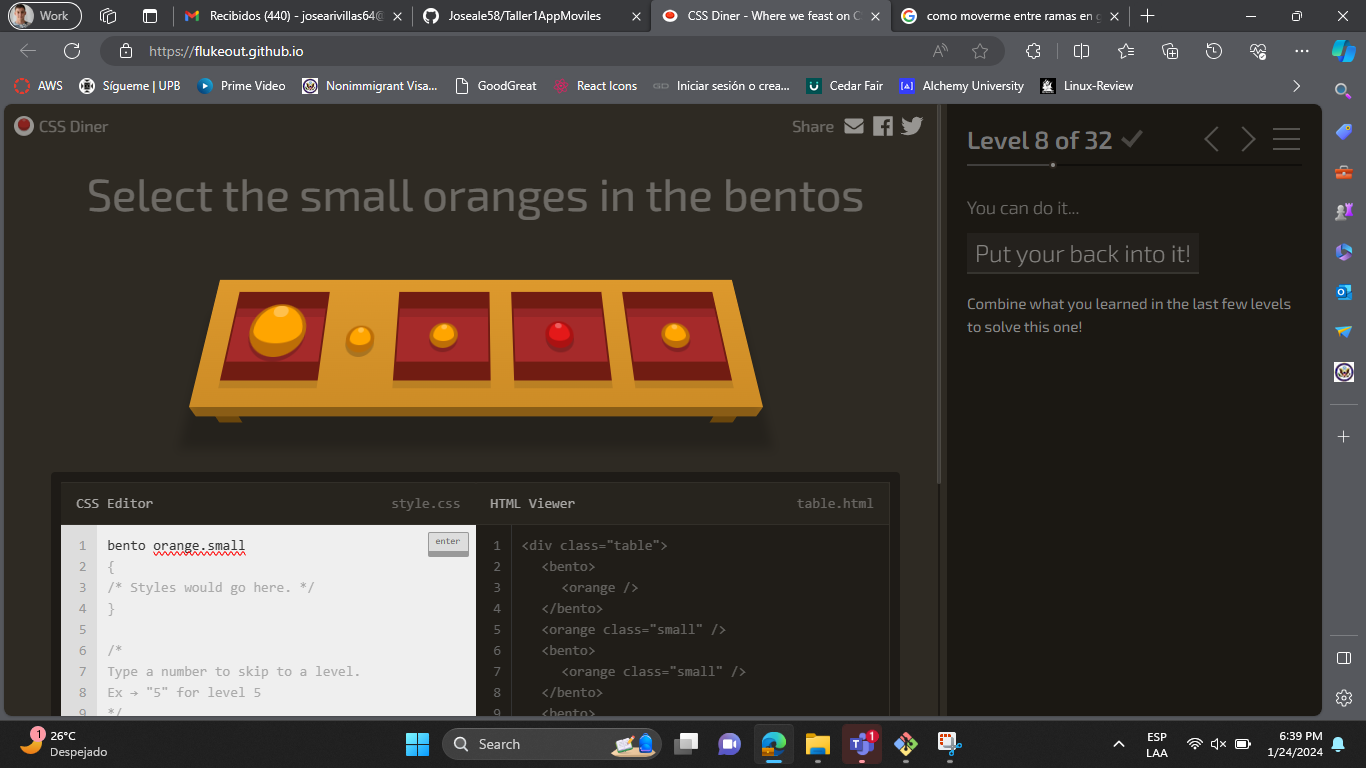 Work
Recibidos (440) - josearivillas64@
Joseale58/Taller1AppMoviles
CSS Diner - Where we feast on C
como moverme entre ramas en g
https://flukeout.github.io
AWS
Sígueme | UPB
Prime Video
Nonimmigrant Visa...
GoodGreat
React Icons
Iniciar sesión o crea...
Cedar Fair
Alchemy University
Linux-Review
CSS Diner
Share
Select the small oranges in the bentos
CSS Editor
style.css
HTML Viewer
table.html
1 bento orange.small
enter
2 {
3 /* Styles would go here. */
4 }
5
6 /*
7 Type a number to skip to a level.
8 Ex → "5" for level 5
9 */
1 <div class="table">
2 <bento>
3 <orange />
4 </bento>
5 <orange class="small" />
6 <bento>
7 <orange class="small" />
8 </bento>
9 <bento>
Level 8 of 32
You can do it...
Put your back into it!
Combine what you learned in the last few levels
to solve this one!
1
26°C
Despejado
Search
1
ESP
LAA
6:39 PM
1/24/2024